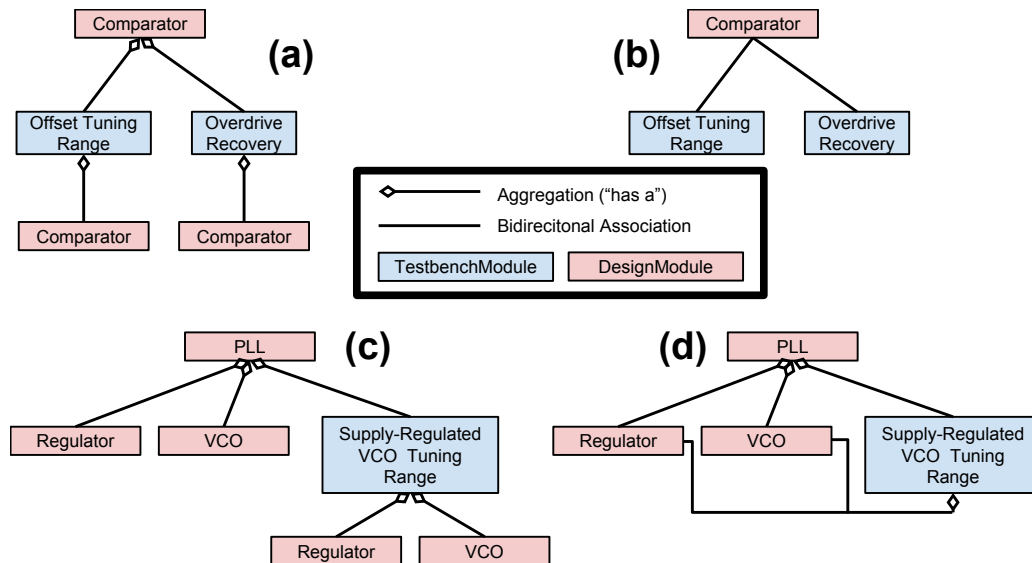 Comparator
(a)
Offset Tuning
Range
Overdrive
Recovery
Comparator
Comparator
Comparator
(b)
Offset Tuning
Range
Overdrive
Recovery
Aggregation (“has a”)
Bidirecitonal Association
TestbenchModule
DesignModule
PLL
(c)
Regulator
VCO
Supply-Regulated
VCO Tuning
Range
Regulator
VCO
PLL
(d)
Regulator
VCO
Supply-Regulated
VCO Tuning
Range